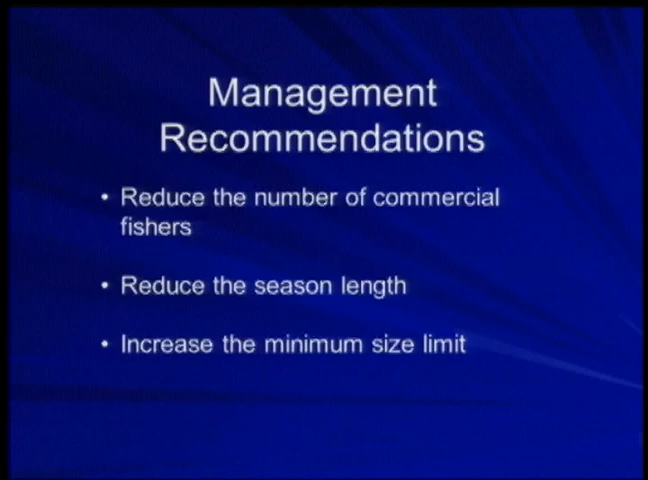 Management
Recommendations
• Reduce the number of commercial
fishers
• Reduce the season length
• Increase the minimum size limit